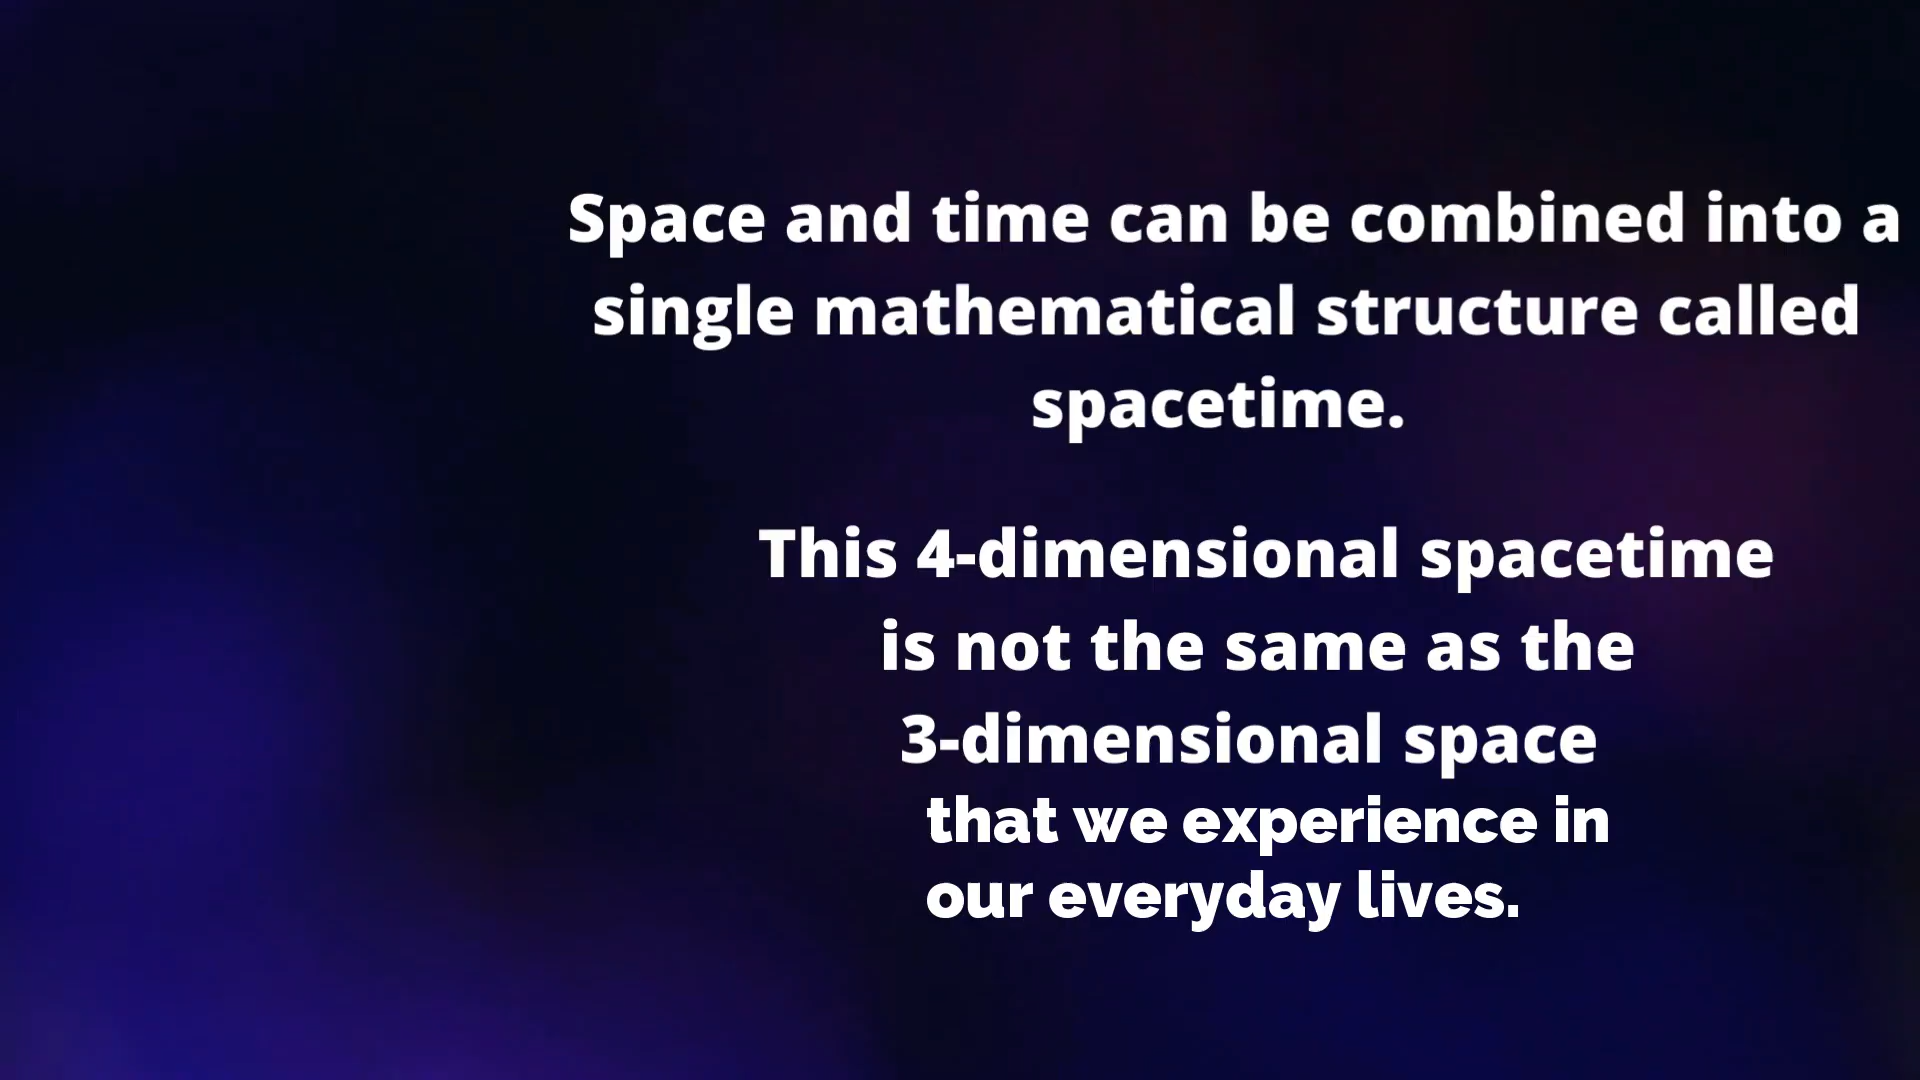 Space and time can be combined into a
single mathematical structure called
spacetime.
This 4-dimensional spacetime
is not the same as the
3-dimensional space
that we experience in
our everyday lives.